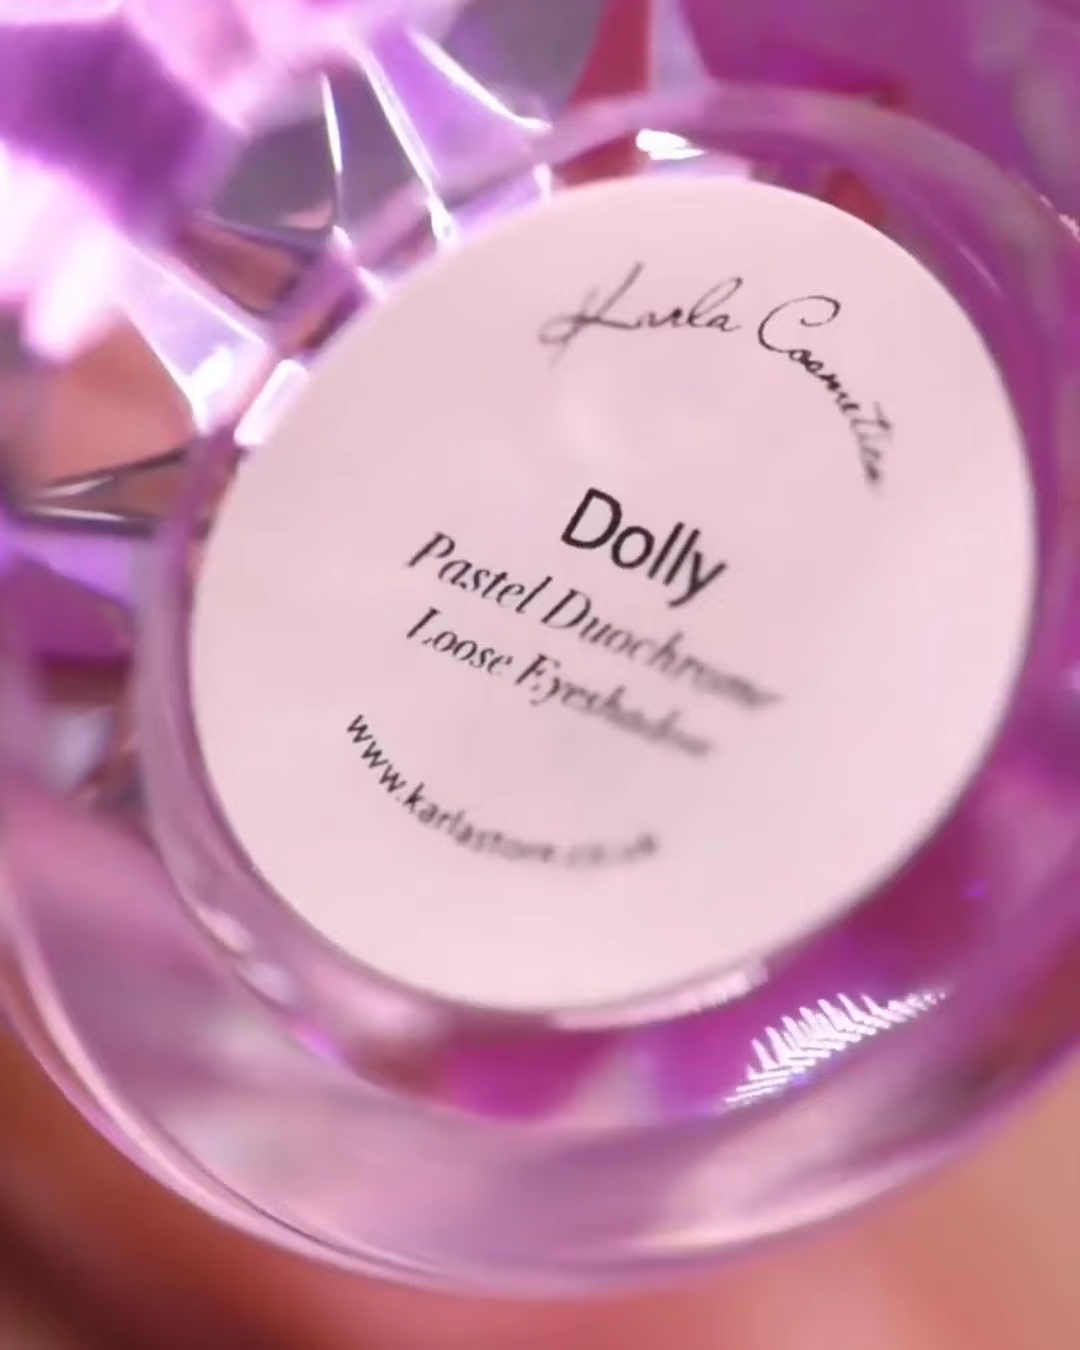 Karla Cosmetics
Dolly
Pastel Duochrome
Loose Eyeshadow
www.karlastore.co.uk